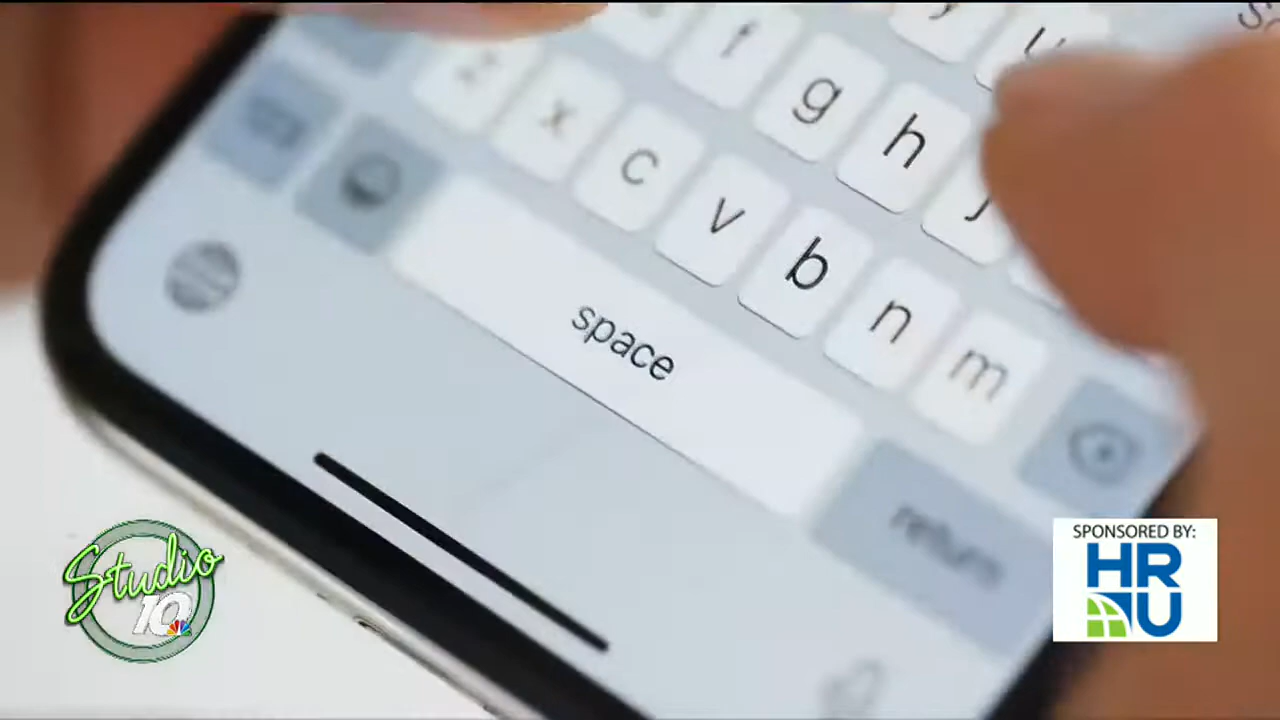 f g h j
z x c v b n m
space
return
Studio
10
SPONSORED BY:
HR
U